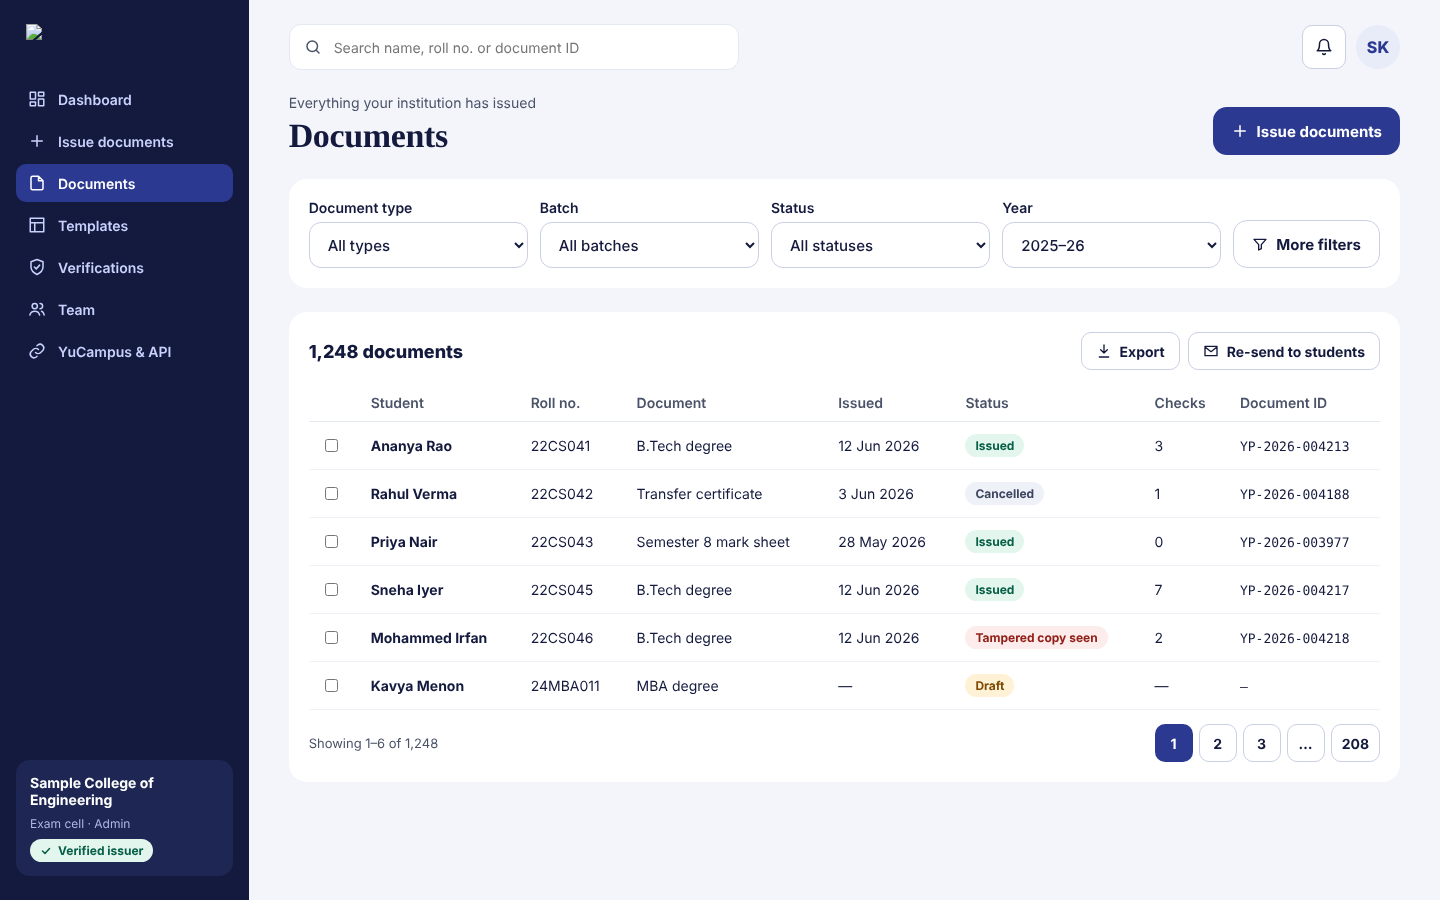 Search name, roll no. or document ID
SK
Dashboard
Issue documents
Documents
Templates
Verifications
Team
YuCampus & API
Sample College of
Engineering
Exam cell · Admin
Verified issuer
Everything your institution has issued
Documents
Issue documents
Document type Batch Status Year
All types All batches All statuses 2025–26 More filters
1,248 documents Export Re-send to students
Student Roll no. Document Issued Status Checks Document ID
Ananya Rao 22CS041 B.Tech degree 12 Jun 2026 Issued 3 YP-2026-004213
Rahul Verma 22CS042 Transfer certificate 3 Jun 2026 Cancelled 1 YP-2026-004188
Priya Nair 22CS043 Semester 8 mark sheet 28 May 2026 Issued 0 YP-2026-003977
Sneha Iyer 22CS045 B.Tech degree 12 Jun 2026 Issued 7 YP-2026-004217
Mohammed Irfan 22CS046 B.Tech degree 12 Jun 2026 Tampered copy seen 2 YP-2026-004218
Kavya Menon 24MBA011 MBA degree — Draft — —
Showing 1–6 of 1,248 1 2 3 … 208